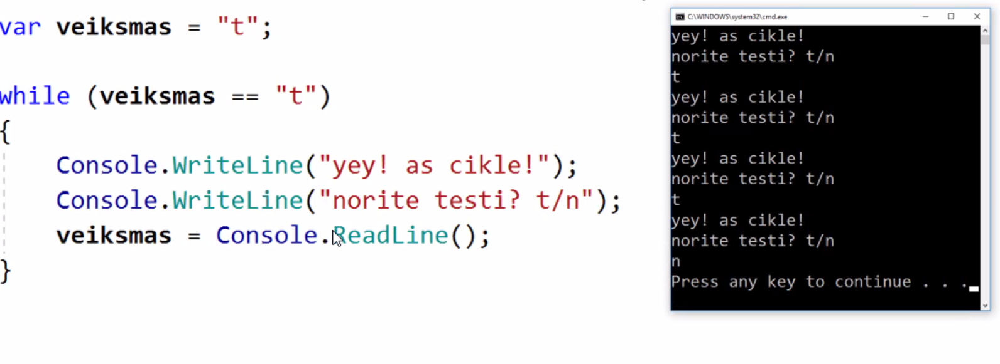 var veiksmas = "t";
while (veiksmas == "t")
{
Console.WriteLine("yey! as cikle!");
Console.WriteLine("norite testi? t/n");
veiksmas = Console.ReadLine();
}
C:\WINDOWS\system32\cmd.exe
yey! as cikle!
norite testi? t/n
t
yey! as cikle!
norite testi? t/n
t
yey! as cikle!
norite testi? t/n
t
yey! as cikle!
norite testi? t/n
n
Press any key to continue . . .